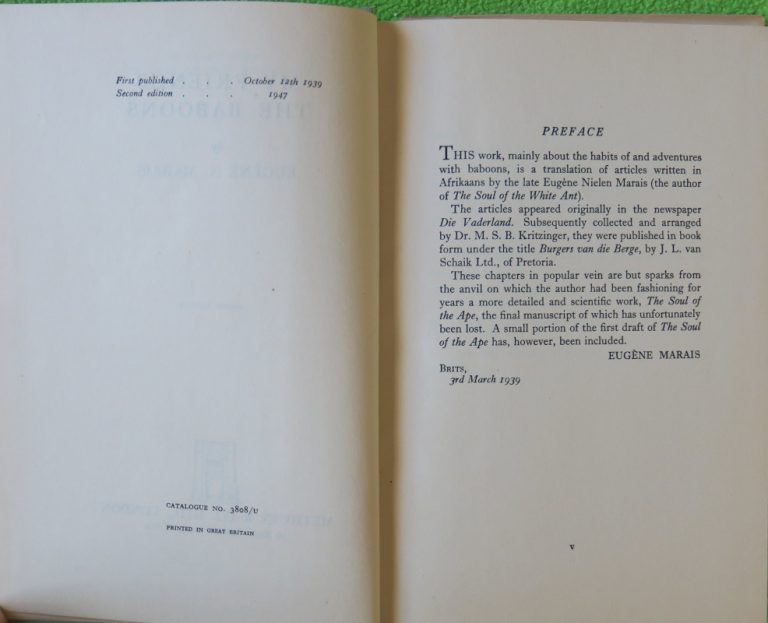 First published . . . October 12th 1939
Second edition . . . 1947
CATALOGUE NO. 3808/U
PRINTED IN GREAT BRITAIN
PREFACE
THIS work, mainly about the habits of and adventures
with baboons, is a translation of articles written in
Afrikaans by the late Eugène Nielen Marais (the author
of The Soul of the White Ant).
The articles appeared originally in the newspaper
Die Vaderland. Subsequently collected and arranged
by Dr. M. S. B. Kritzinger, they were published in book
form under the title Burgers van die Berge, by J. L. van
Schaik Ltd., of Pretoria.
These chapters in popular vein are but sparks from
the anvil on which the author had been fashioning for
years a more detailed and scientific work, The Soul of
the Ape, the final manuscript of which has unfortunately
been lost. A small portion of the first draft of The Soul
of the Ape has, however, been included.
EUGÈNE MARAIS
BRITS,
3rd March 1939
v